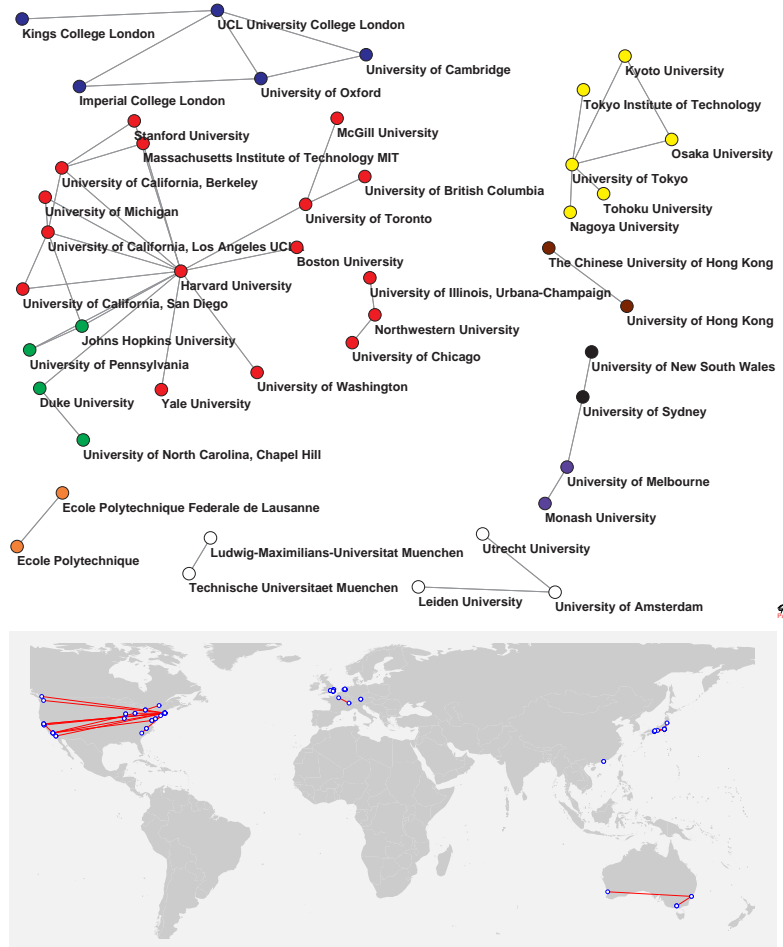 UCL University College London
Kings College London
University of Cambridge
Kyoto University
University of Oxford
Imperial College London
Tokyo Institute of Technology
Stanford University
McGill University
Massachusetts Institute of Technology MIT
Osaka University
University of California, Berkeley
University of Tokyo
University of British Columbia
University of Michigan
University of Toronto
Tohoku University
Nagoya University
University of California, Los Angeles UCL
Boston University
The Chinese University of Hong Kong
Harvard University
University of Illinois, Urbana-Champaign
University of California, San Diego
University of Hong Kong
Northwestern University
Johns Hopkins University
University of Chicago
University of Pennsylvania
University of New South Wales
University of Washington
Duke University
Yale University
University of Sydney
University of North Carolina, Chapel Hill
University of Melbourne
Ecole Polytechnique Federale de Lausanne
Monash University
Utrecht University
Ludwig-Maximilians-Universitat Muenchen
Ecole Polytechnique
Technische Universitaet Muenchen
Leiden University
University of Amsterdam